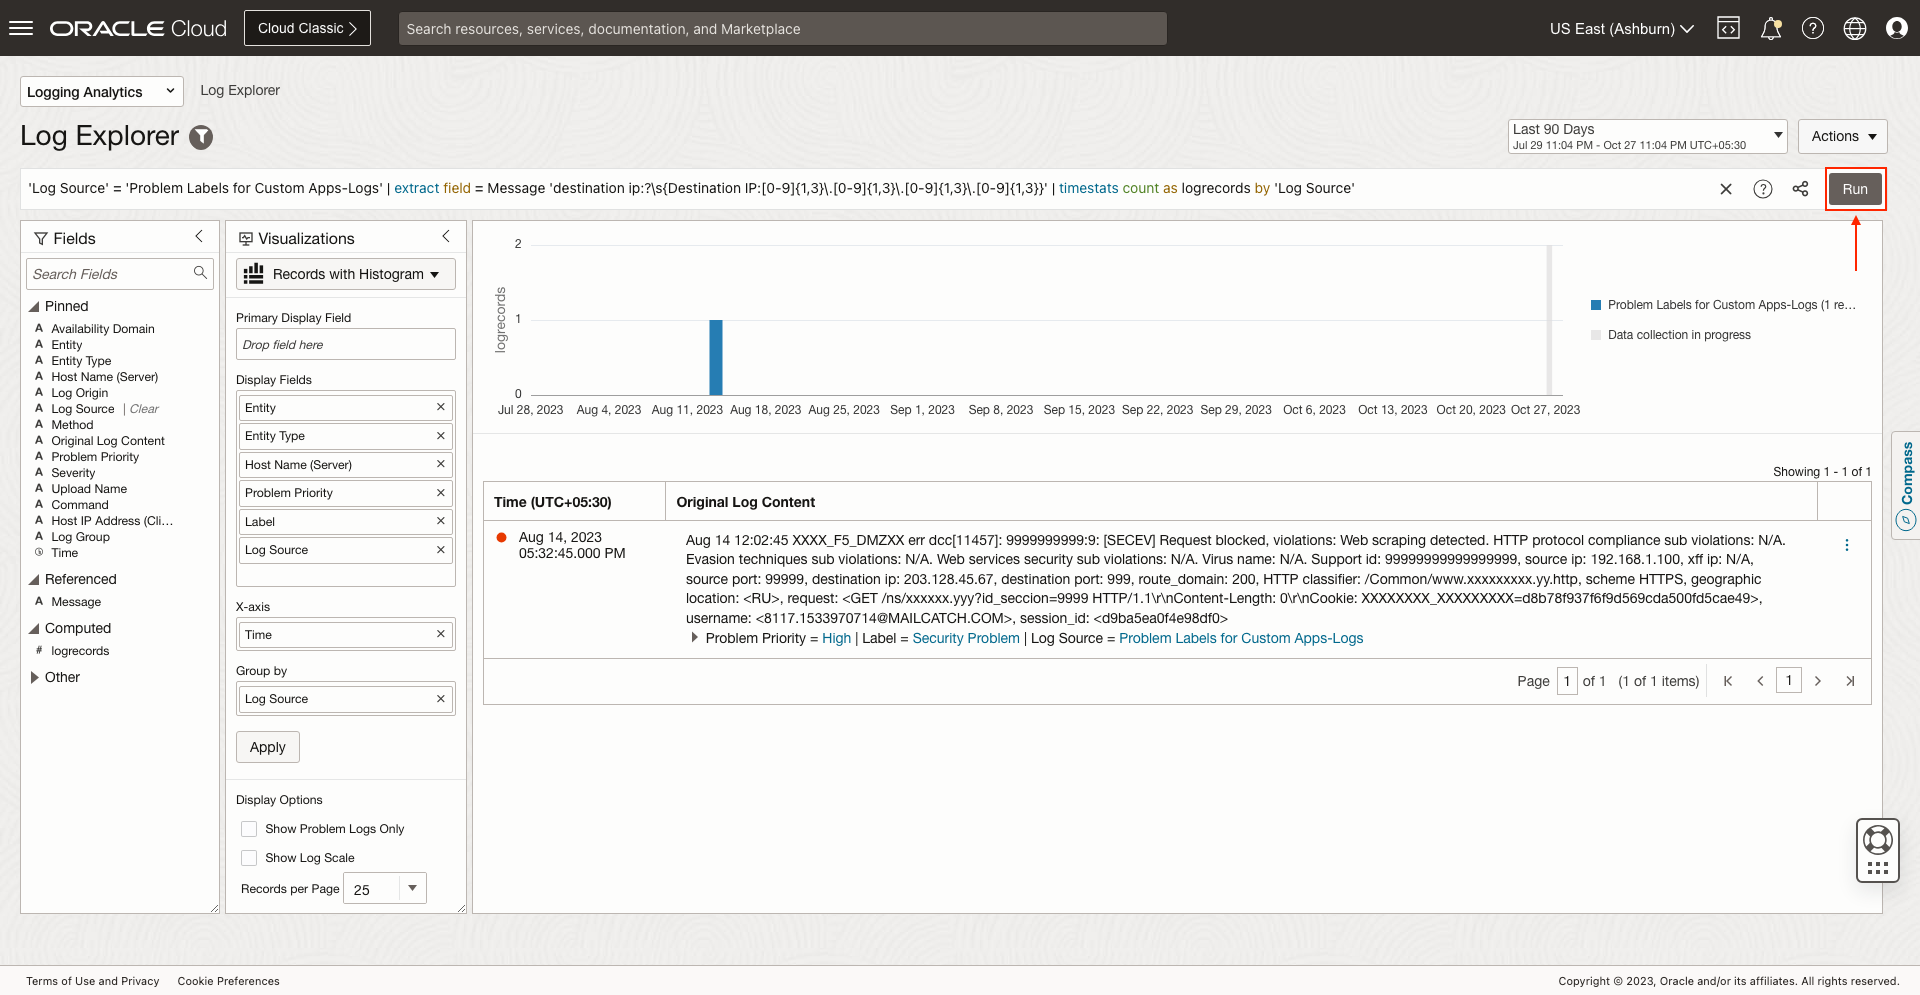 ORACLE Cloud
Cloud Classic
Search resources, services, documentation, and Marketplace
US East (Ashburn)
Logging Analytics
Log Explorer
Log Explorer
Last 90 Days
Jul 29 11:04 PM - Oct 27 11:04 PM UTC+05:30
Actions
'Log Source' = 'Problem Labels for Custom Apps-Logs' | extract field = Message 'destination ip:?\s{Destination IP:[0-9]{1,3}\.[0-9]{1,3}\.[0-9]{1,3}\.[0-9]{1,3}}' | timestats count as logrecords by 'Log Source'
Run
Fields
Search Fields
Pinned
A Availability Domain
A Entity
A Entity Type
A Host Name (Server)
A Log Origin
A Log Source | Clear
A Method
A Original Log Content
A Problem Priority
A Severity
A Upload Name
A Command
A Host IP Address (Cli...
A Log Group
Time
Referenced
A Message
Computed
# logrecords
Other
Visualizations
Records with Histogram
Primary Display Field
Drop field here
Display Fields
Entity
Entity Type
Host Name (Server)
Problem Priority
Label
Log Source
X-axis
Time
Group by
Log Source
Apply
Display Options
Show Problem Logs Only
Show Log Scale
Records per Page 25
logrecords
2
1
0
Jul 28, 2023 Aug 4, 2023 Aug 11, 2023 Aug 18, 2023 Aug 25, 2023 Sep 1, 2023 Sep 8, 2023 Sep 15, 2023 Sep 22, 2023 Sep 29, 2023 Oct 6, 2023 Oct 13, 2023 Oct 20, 2023 Oct 27, 2023
Problem Labels for Custom Apps-Logs (1 re...
Data collection in progress
Showing 1 - 1 of 1
Time (UTC+05:30) Original Log Content
Aug 14, 2023
05:32:45.000 PM
Aug 14 12:02:45 XXXX_F5_DMZXX err dcc[11457]: 9999999999:9: [SECEV] Request blocked, violations: Web scraping detected. HTTP protocol compliance sub violations: N/A.
Evasion techniques sub violations: N/A. Web services security sub violations: N/A. Virus name: N/A. Support id: 99999999999999999, source ip: 192.168.1.100, xff ip: N/A,
source port: 99999, destination ip: 203.128.45.67, destination port: 999, route_domain: 200, HTTP classifier: /Common/www.xxxxxxxxx.yy.http, scheme HTTPS, geographic
location: <RU>, request: <GET /ns/xxxxxx.yyy?id_seccion=9999 HTTP/1.1\r\nContent-Length: 0\r\nCookie: XXXXXXXX_XXXXXXXXX=d8b78f937f6f9d569cda500fd5cae49>,
username: <8117.1533970714@MAILCATCH.COM>, session_id: <d9ba5ea0f4e98df0>
Problem Priority = High | Label = Security Problem | Log Source = Problem Labels for Custom Apps-Logs
Page 1 of 1 (1 of 1 items) 1
Compass
Terms of Use and Privacy Cookie Preferences
Copyright © 2023, Oracle and/or its affiliates. All rights reserved.